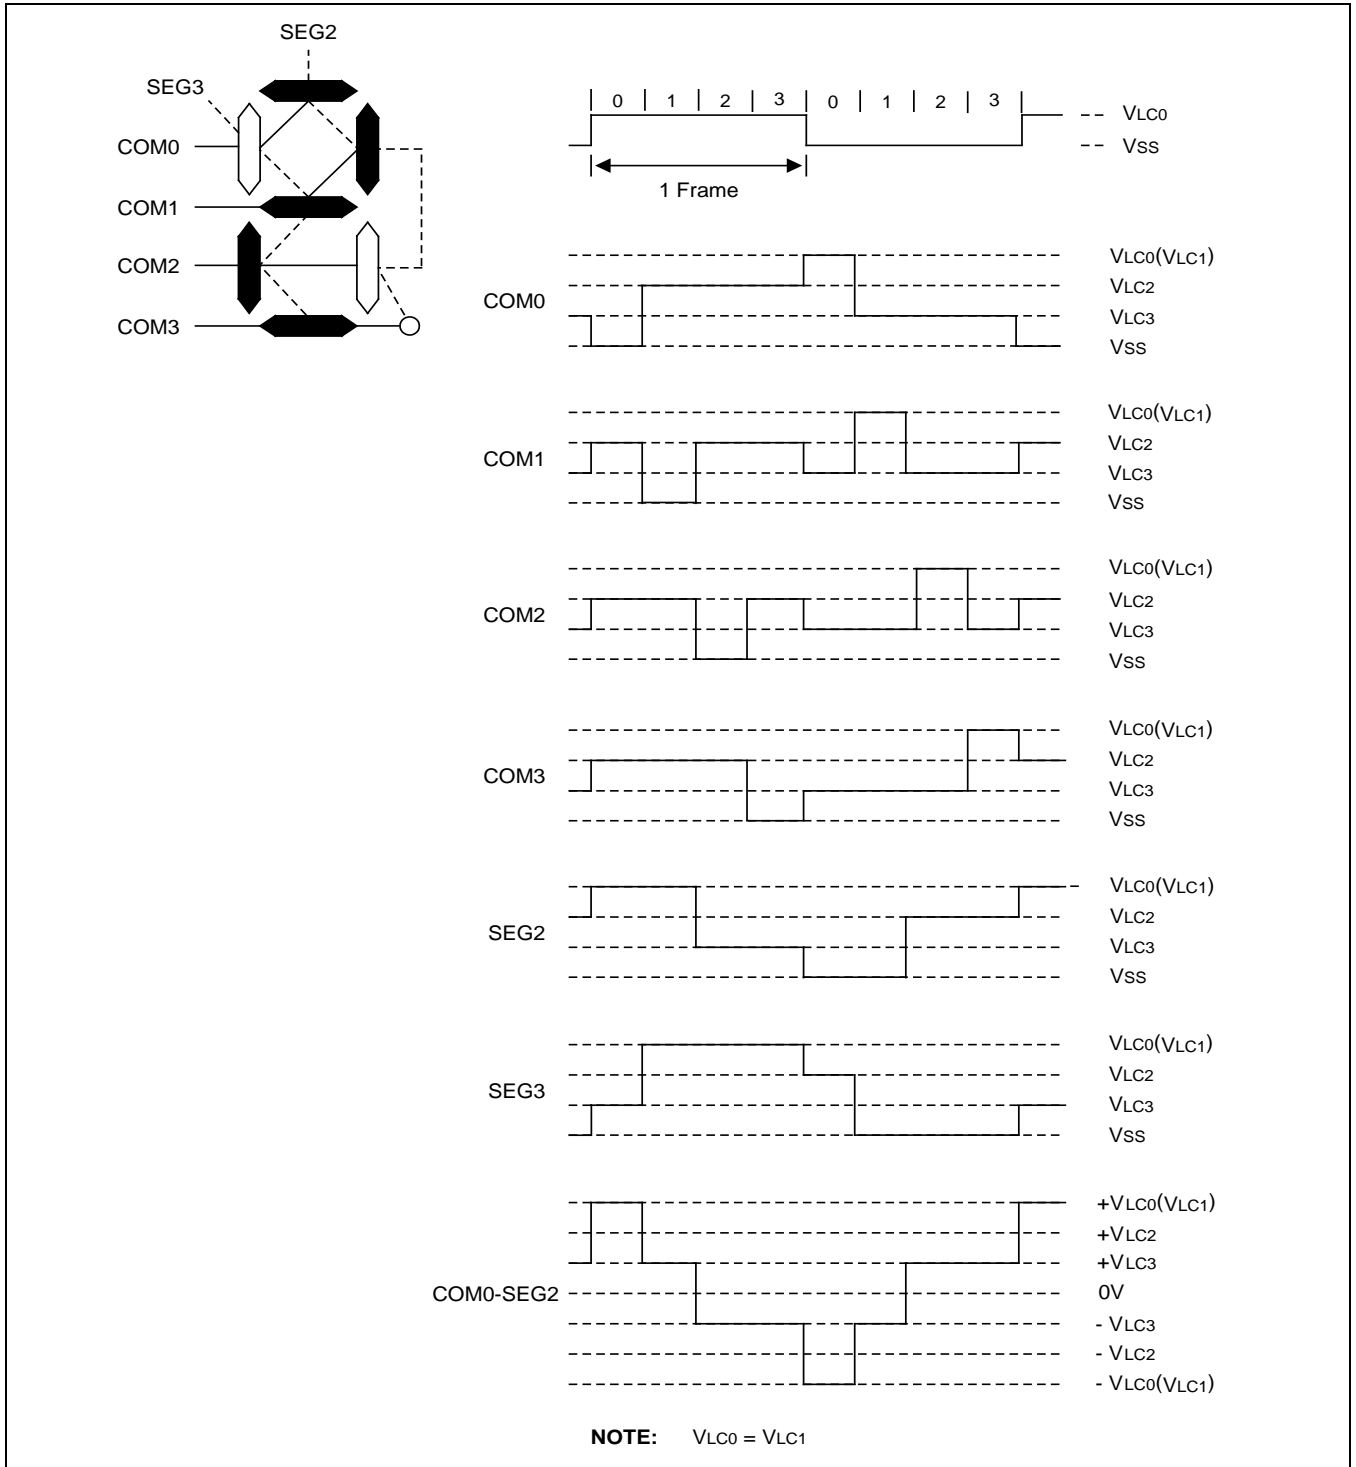 SEG2
SEG3
COM0
COM1
COM2
COM3
0 1 2 3 0 1 2 3
VLC0
VSS
1 Frame
COM0
VLC0(VLC1)
VLC2
VLC3
VSS
COM1
VLC0(VLC1)
VLC2
VLC3
VSS
COM2
VLC0(VLC1)
VLC2
VLC3
VSS
COM3
VLC0(VLC1)
VLC2
VLC3
VSS
SEG2
VLC0(VLC1)
VLC2
VLC3
VSS
SEG3
VLC0(VLC1)
VLC2
VLC3
VSS
COM0-SEG2
+VLC0(VLC1)
+VLC2
+VLC3
0V
- VLC3
- VLC2
- VLC0(VLC1)
NOTE: VLC0 = VLC1